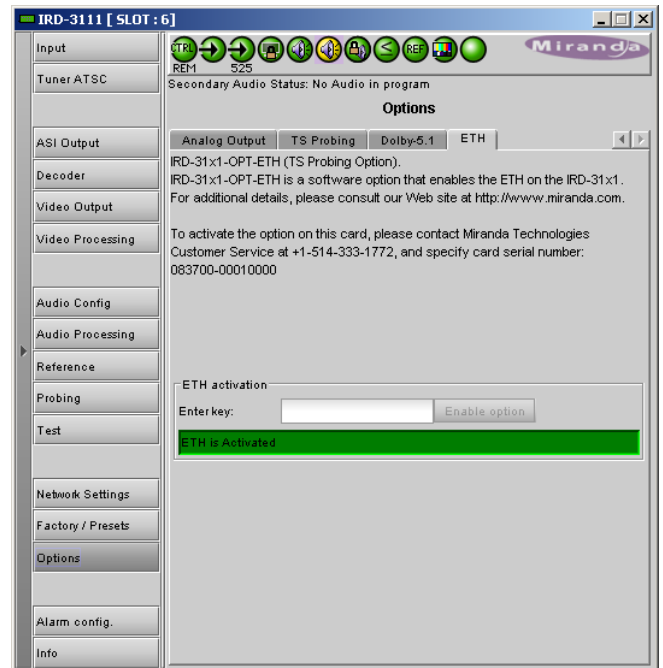 IRD-3111 [ SLOT : 6]
Input
Tuner ATSC
ASI Output
Decoder
Video Output
Video Processing
Audio Config
Audio Processing
Reference
Probing
Test
Network Settings
Factory / Presets
Options
Alarm config.
Info
CTRL
REF
Miranda
REM 525
Secondary Audio Status: No Audio in program
Options
Analog Output TS Probing Dolby-5.1 ETH
IRD-31x1-OPT-ETH (TS Probing Option).
IRD-31x1-OPT-ETH is a software option that enables the ETH on the IRD-31x1.
For additional details, please consult our Web site at http://www.miranda.com.
To activate the option on this card, please contact Miranda Technologies
Customer Service at +1-514-333-1772, and specify card serial number:
083700-00010000
ETH activation
Enter key: Enable option
ETH is Activated